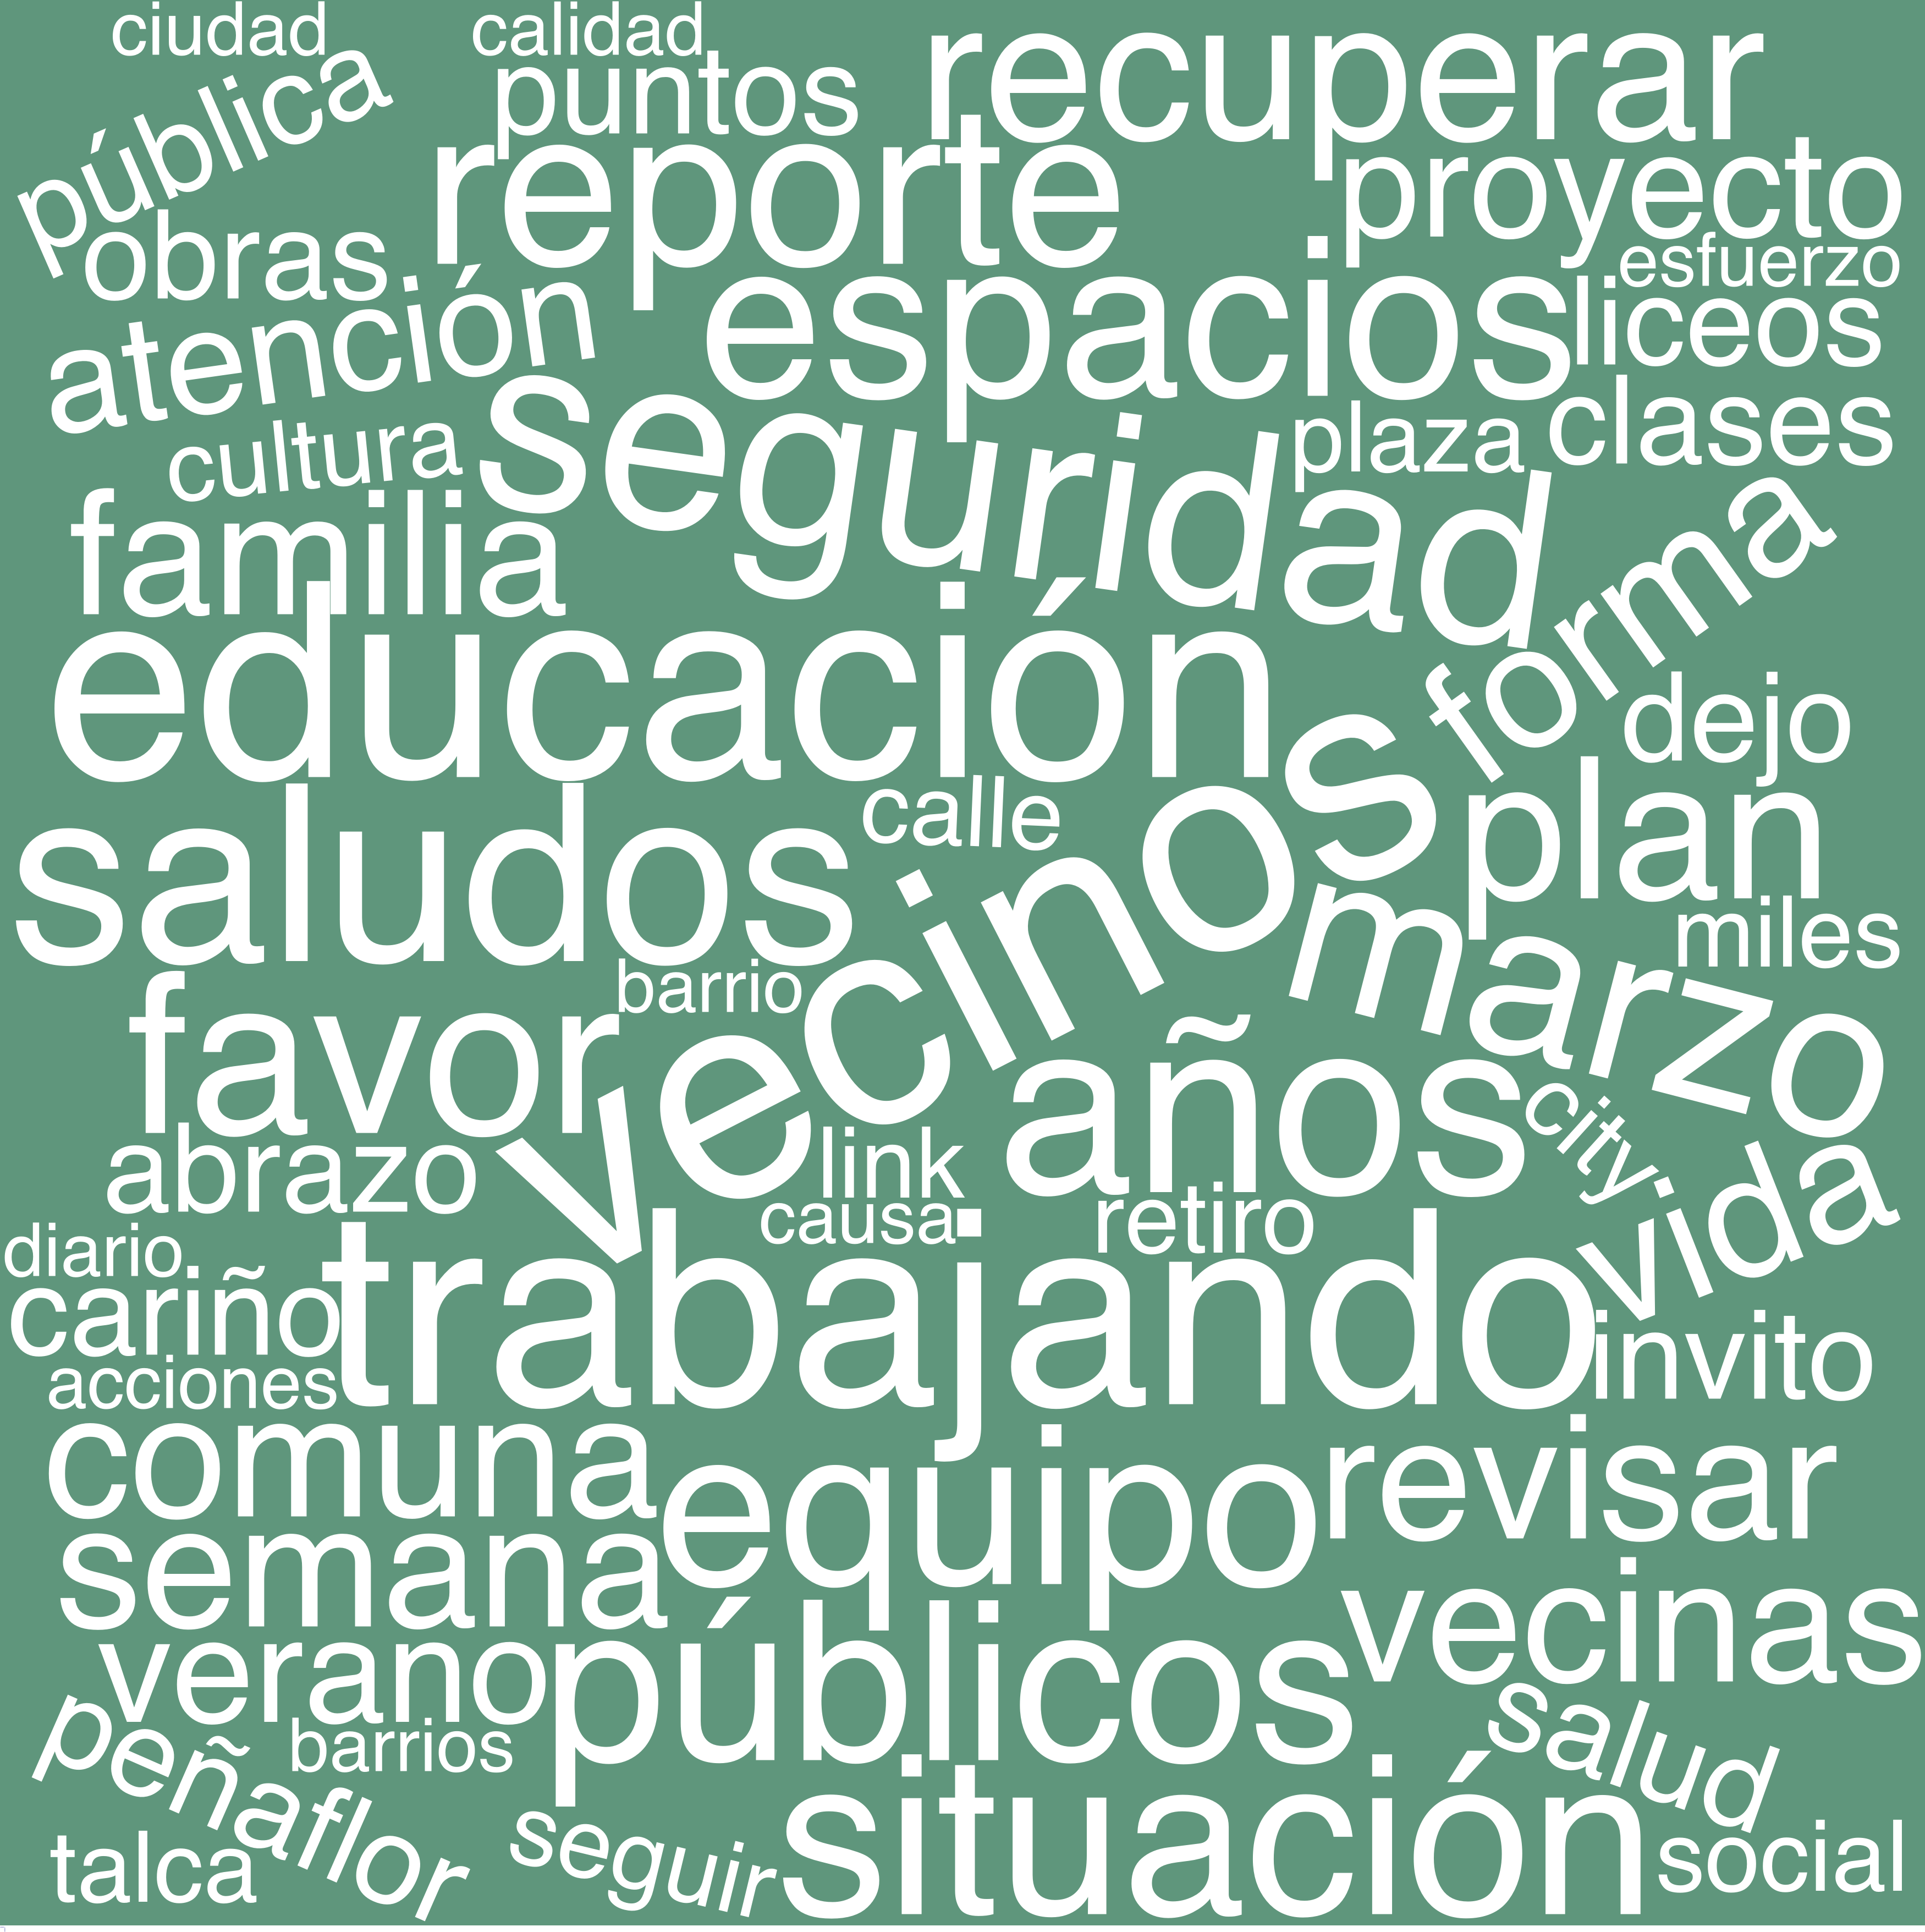 ciudad calidad
pública puntos recuperar
reporte proyecto
obras esfuerzo
atención espacios liceos
cultura seguridad plaza clases
familia forma
educación dejo
saludos calle vecinos plan
barrio marzo miles
favor años city
abrazo link vida
diario causa retiro
cariño trabajando invito
acciones
comuna equipo revisar
semana vecinas
verano públicos salud
peñaillo, barrios situación
talca seguir social